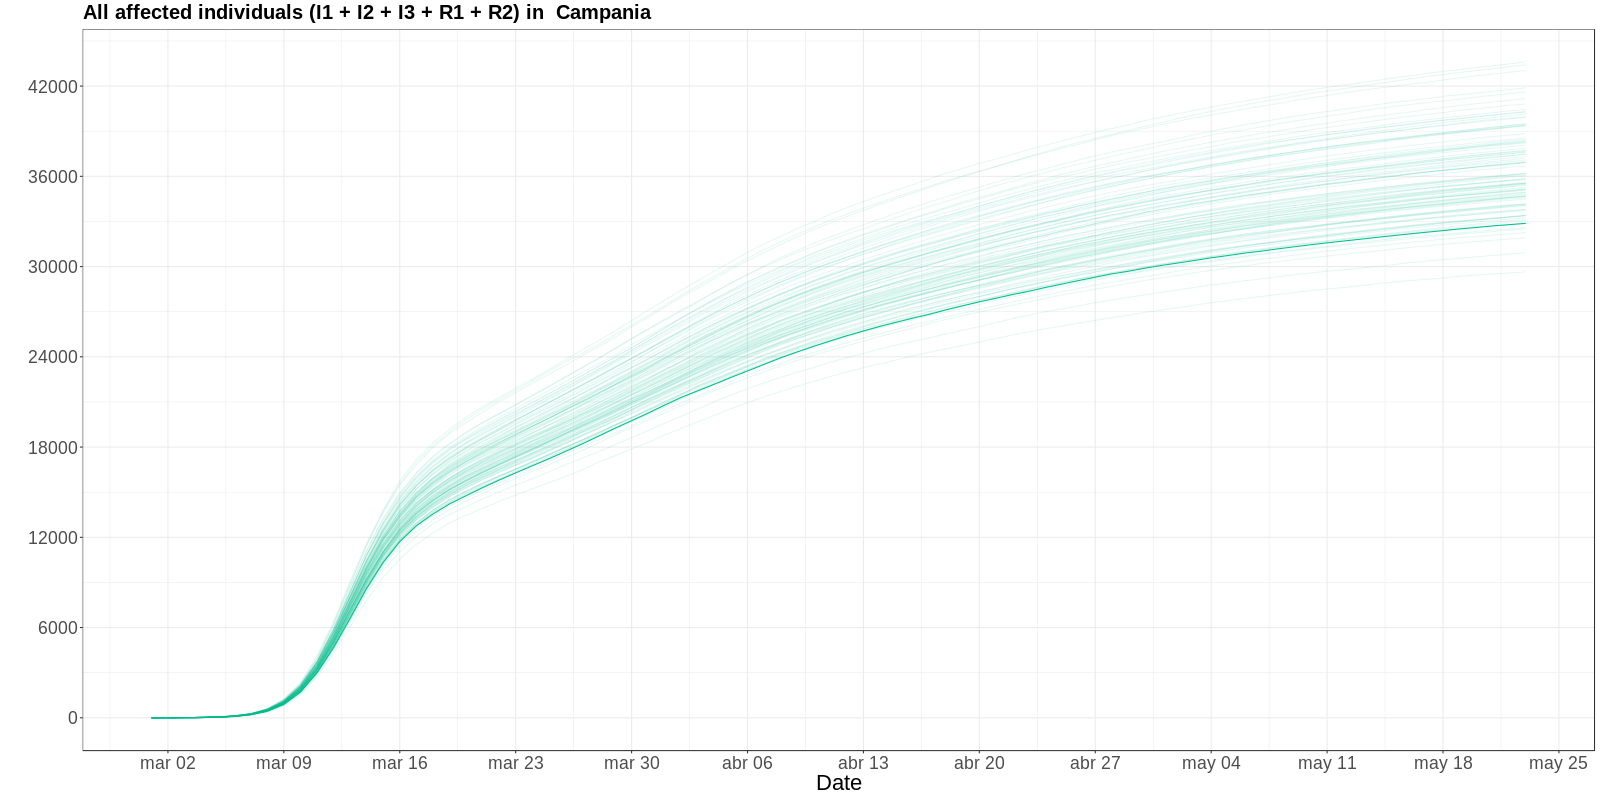 All affected individuals (I1 + I2 + I3 + R1 + R2) in  Campania
42000
36000
30000
24000
18000
12000
6000
0
mar 02 mar 09 mar 16 mar 23 mar 30 abr 06 abr 13 abr 20 abr 27 may 04 may 11 may 18 may 25
Date